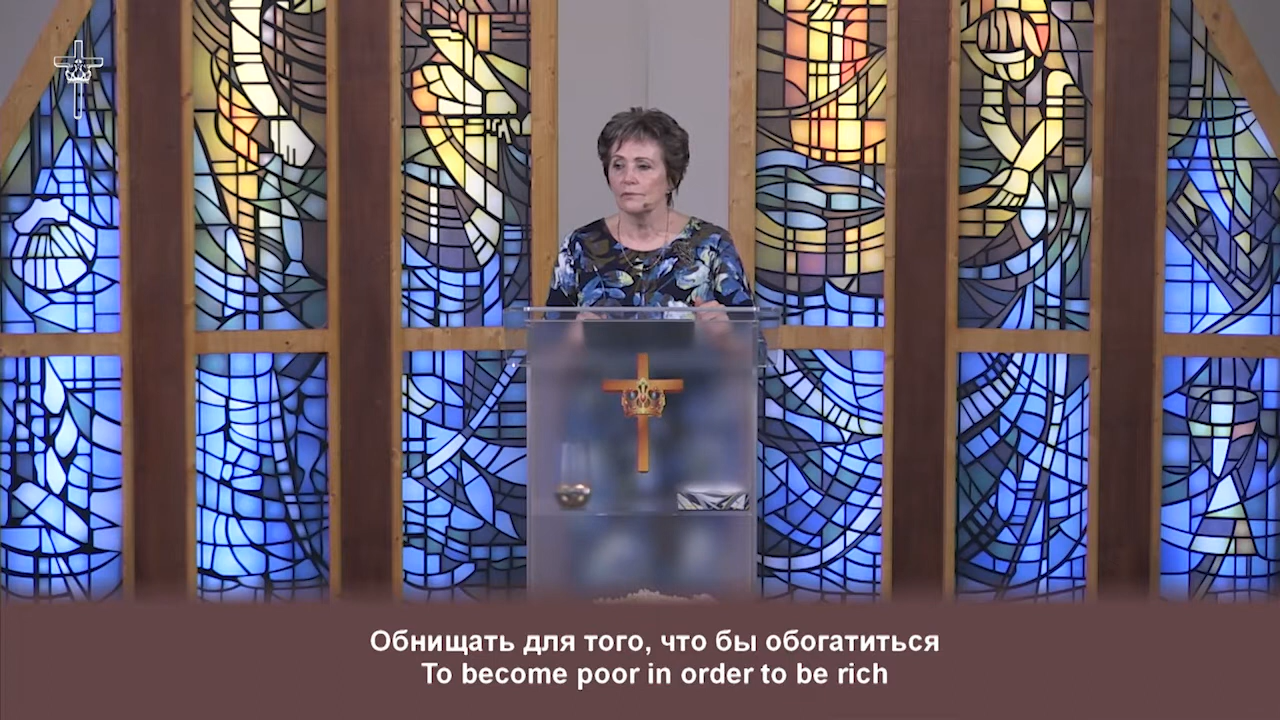 Обнищать для того, что бы обогатиться
To become poor in order to be rich